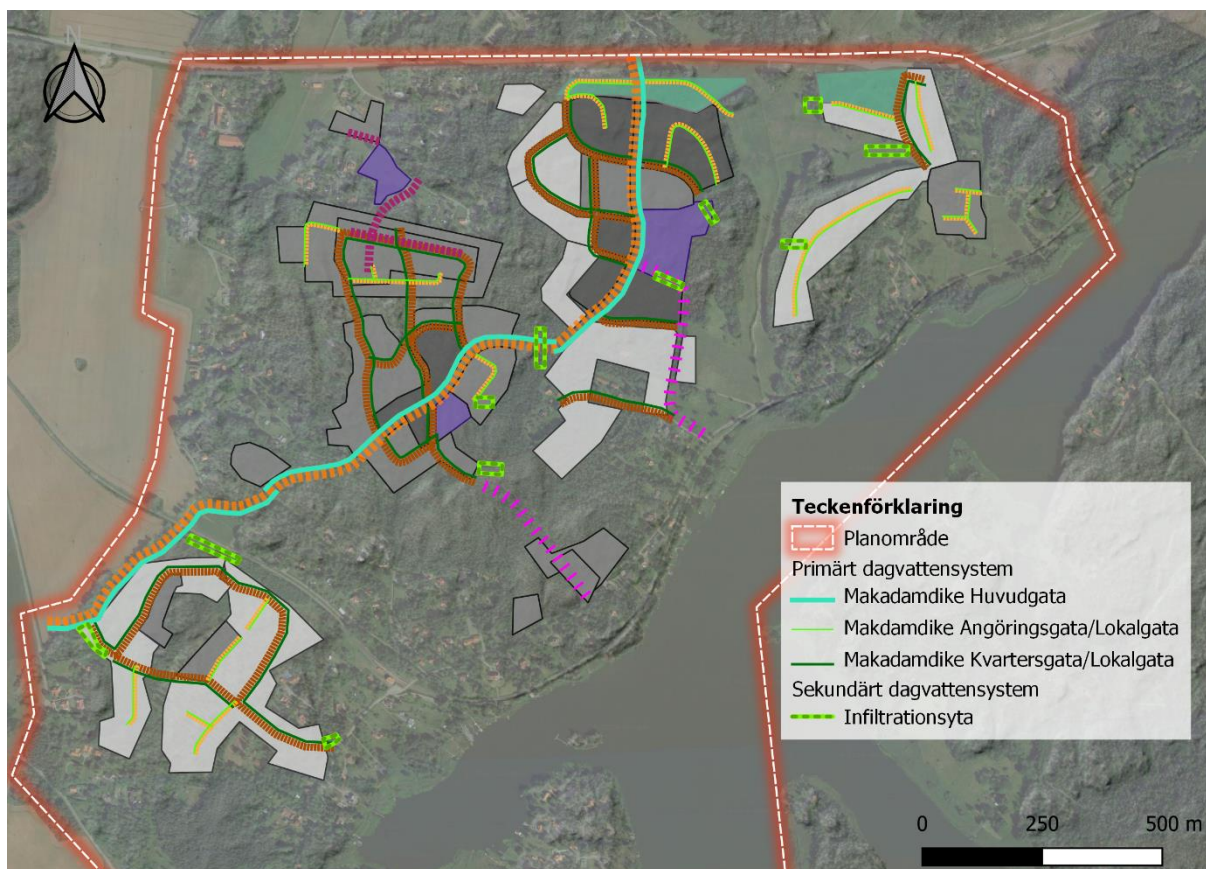 N
Teckenförklaring
Planområde
Primärt dagvattensystem
Makadamdike Huvudgata
Makdamdike Angöringsgata/Lokalgata
Makadamdike Kvartersgata/Lokalgata
Sekundärt dagvattensystem
Infiltrationsyta
0 250 500 m